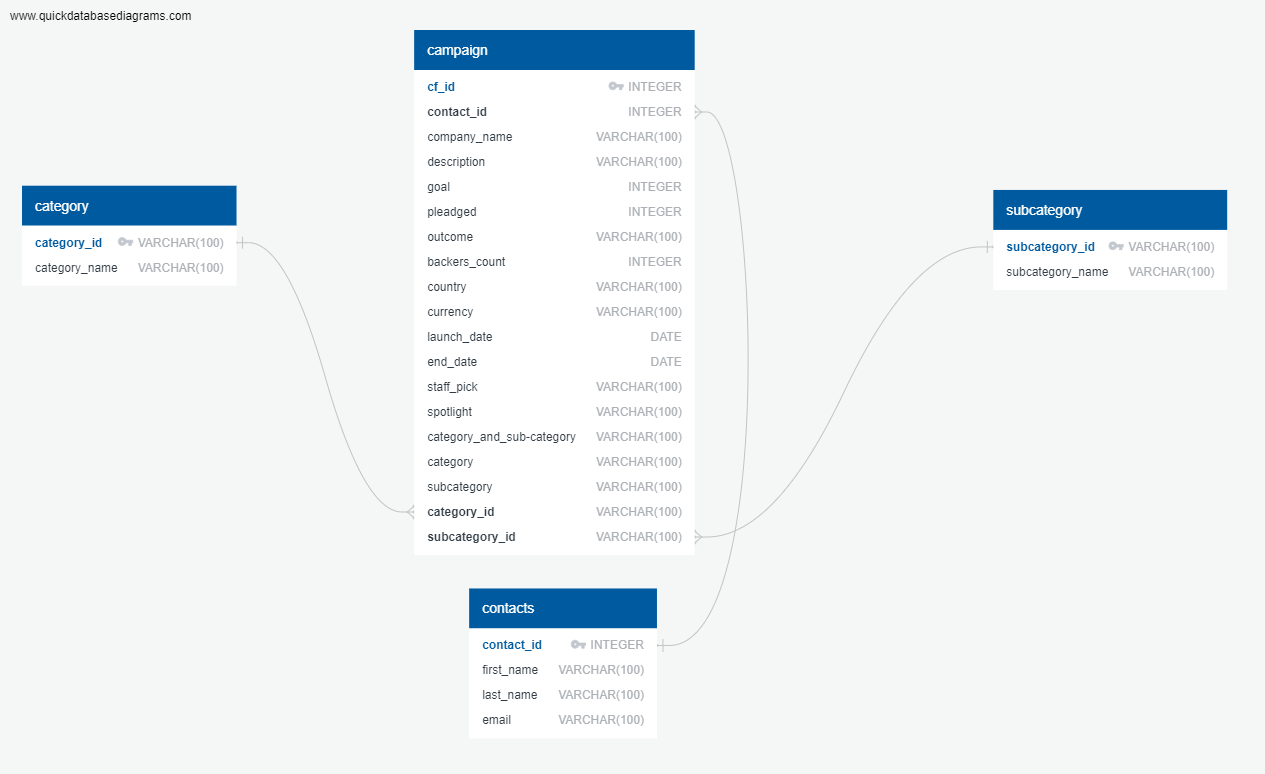 www.quickdatabasediagrams.com
campaign
cf_id INTEGER
contact_id INTEGER
company_name VARCHAR(100)
description VARCHAR(100)
goal INTEGER
pleadged INTEGER
outcome VARCHAR(100)
backers_count INTEGER
country VARCHAR(100)
currency VARCHAR(100)
launch_date DATE
end_date DATE
staff_pick VARCHAR(100)
spotlight VARCHAR(100)
category_and_sub-category VARCHAR(100)
category VARCHAR(100)
subcategory VARCHAR(100)
category_id VARCHAR(100)
subcategory_id VARCHAR(100)
category
category_id VARCHAR(100)
category_name VARCHAR(100)
subcategory
subcategory_id VARCHAR(100)
subcategory_name VARCHAR(100)
contacts
contact_id INTEGER
first_name VARCHAR(100)
last_name VARCHAR(100)
email VARCHAR(100)